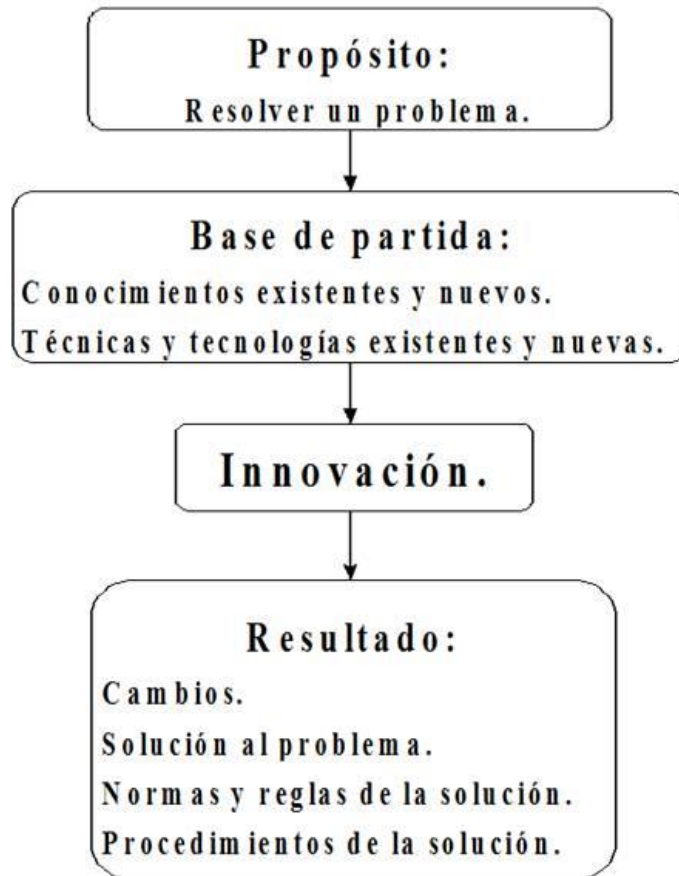 Propósito:
Resolver un problema.
Base de partida:
Conocimientos existentes y nuevos.
Técnicas y tecnologías existentes y nuevas.
Innovación.
Resultado:
Cambios.
Solución al problema.
Normas y reglas de la solución.
Procedimientos de la solución.